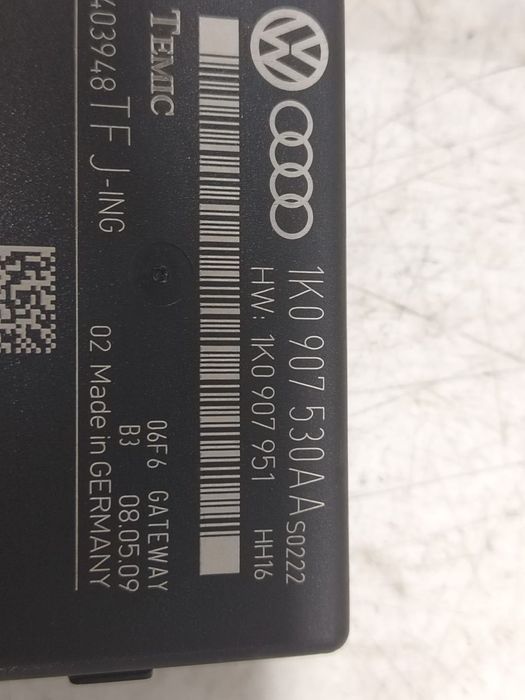 1K0 907 530AA S0222
HW: 1K0 907 951 HH16
TEMIC
06F6 GATEWAY
B3 08.05.09
403948 TFJ-ING 02 Made in GERMANY